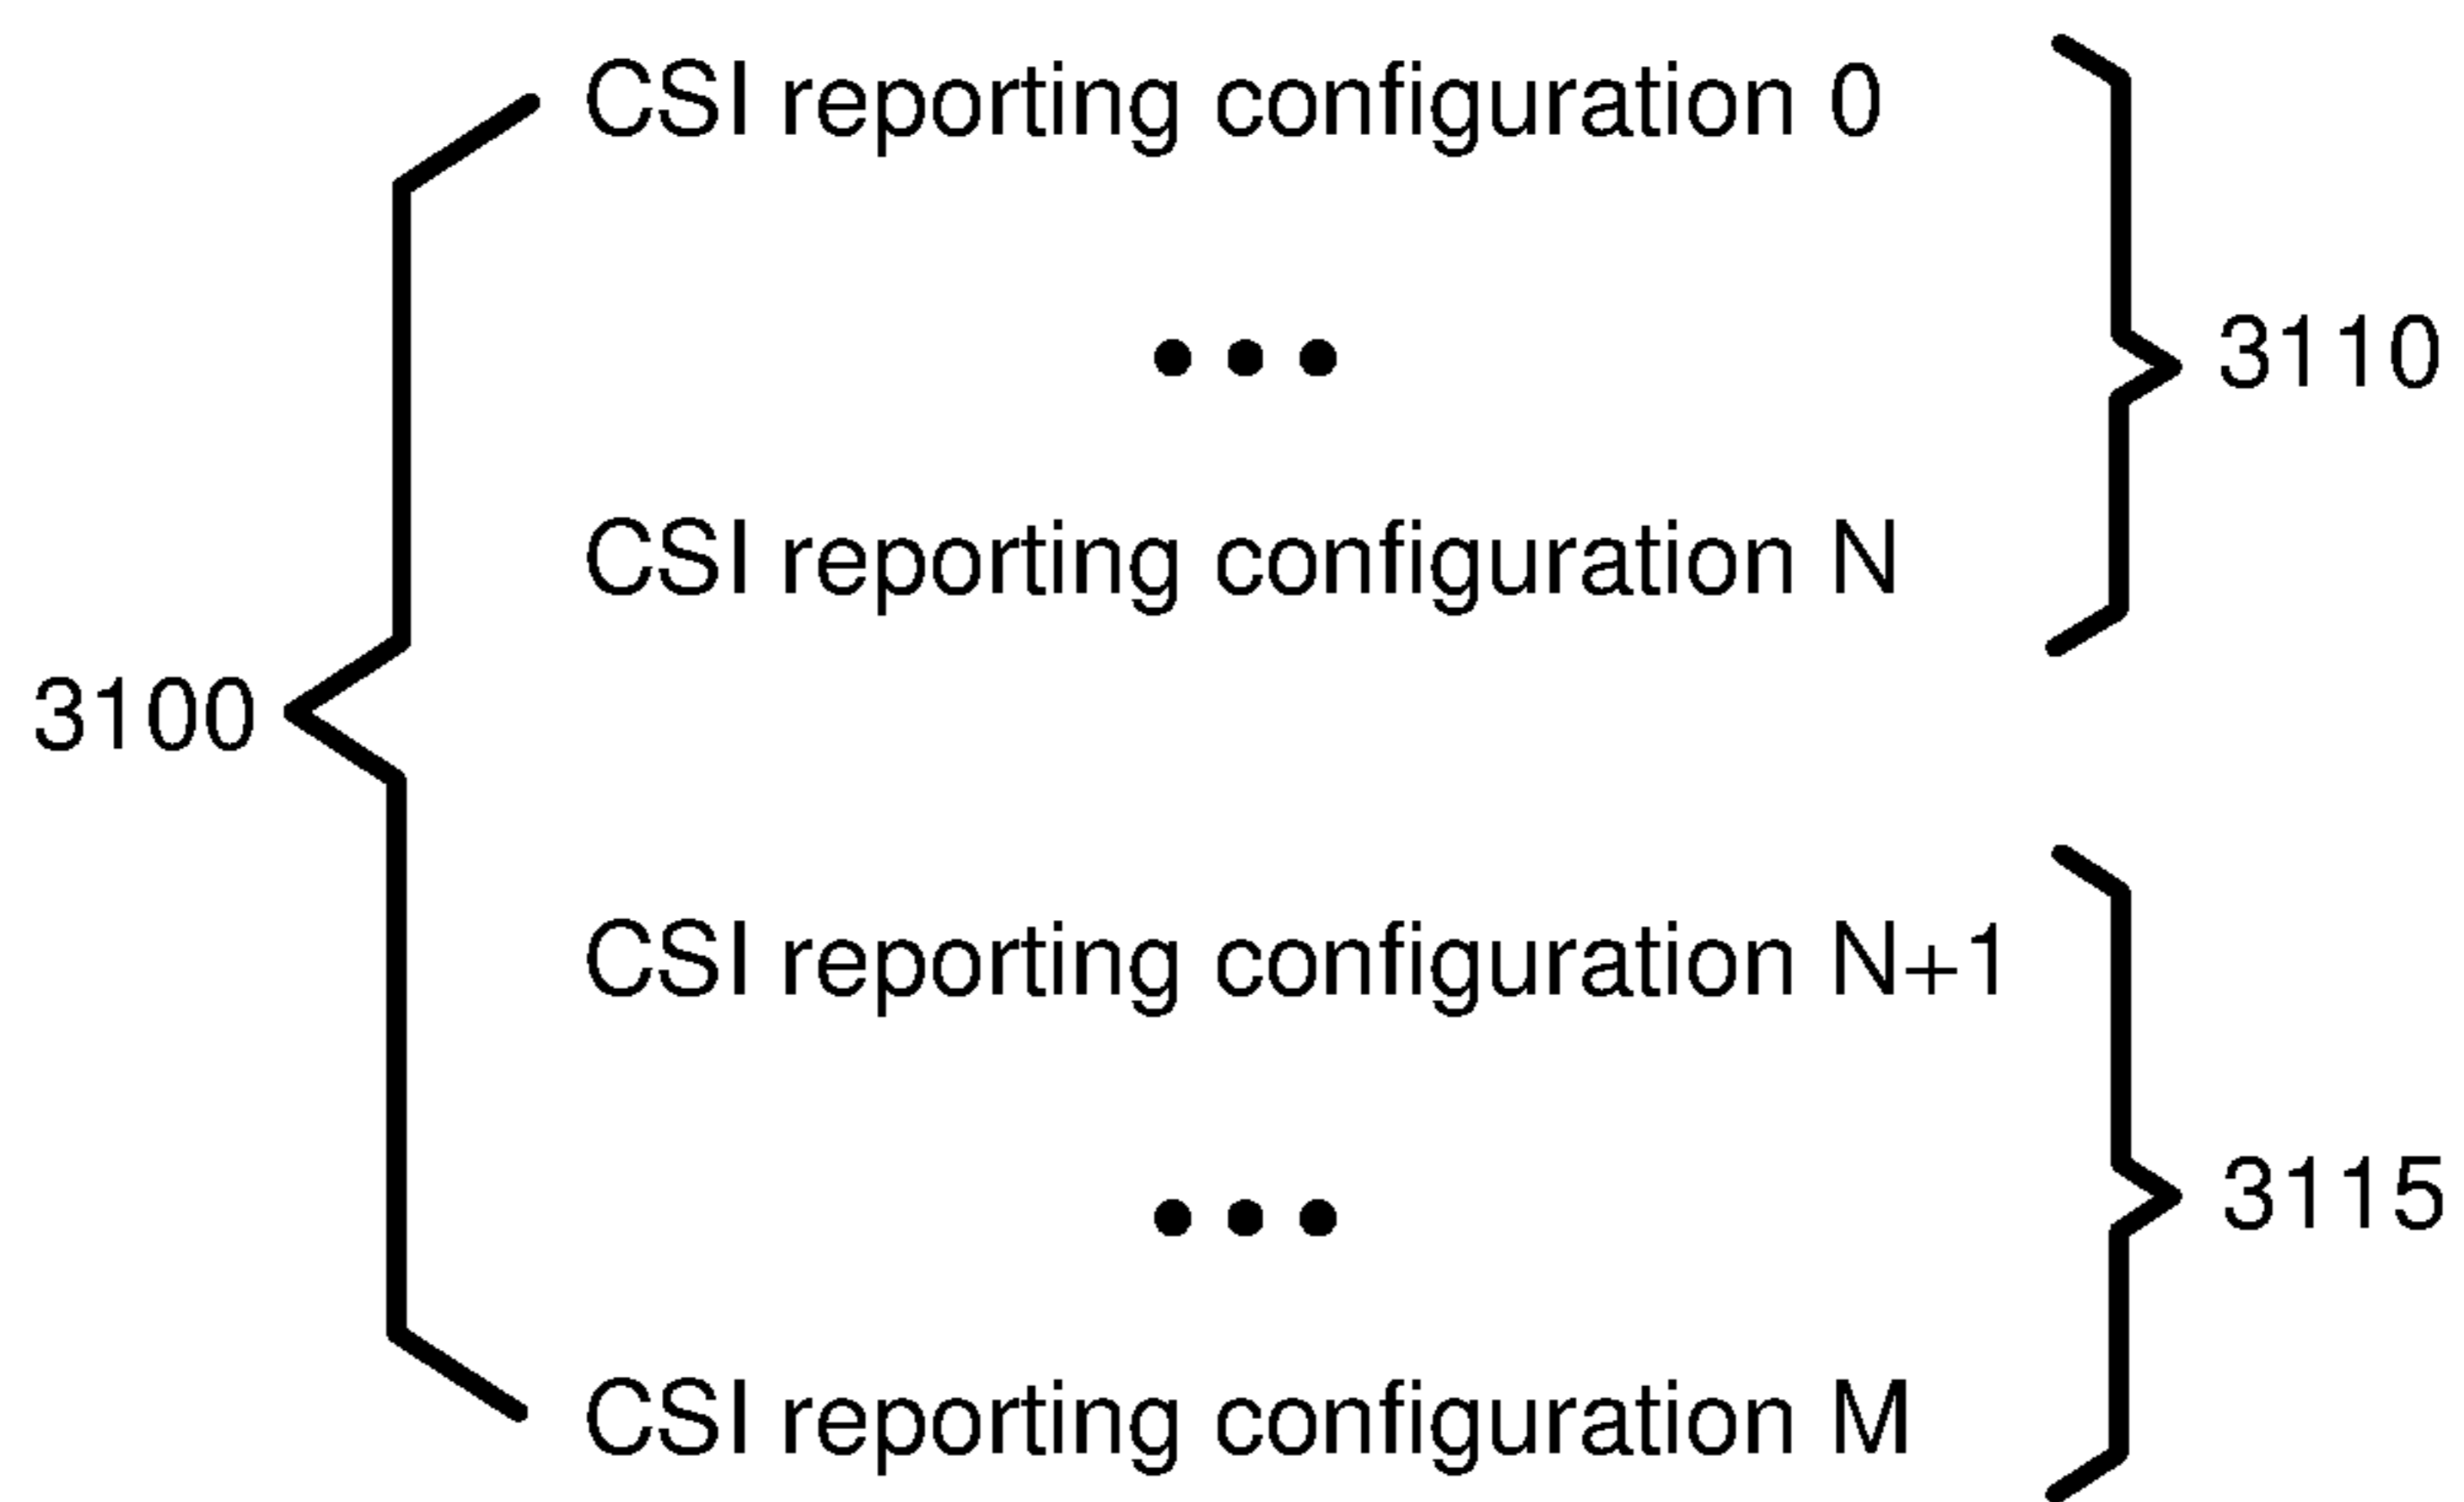 CSI reporting configuration 0
•••
3110
CSI reporting configuration N
3100
CSI reporting configuration N+1
•••
3115
CSI reporting configuration M